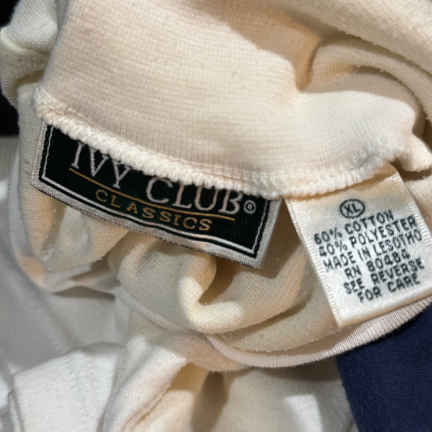 IVY CLUB®
CLASSICS
XL
60% COTTON
40% POLYESTER
MADE IN LESOTHO
RN 80484
SEE REVERSE
FOR CARE